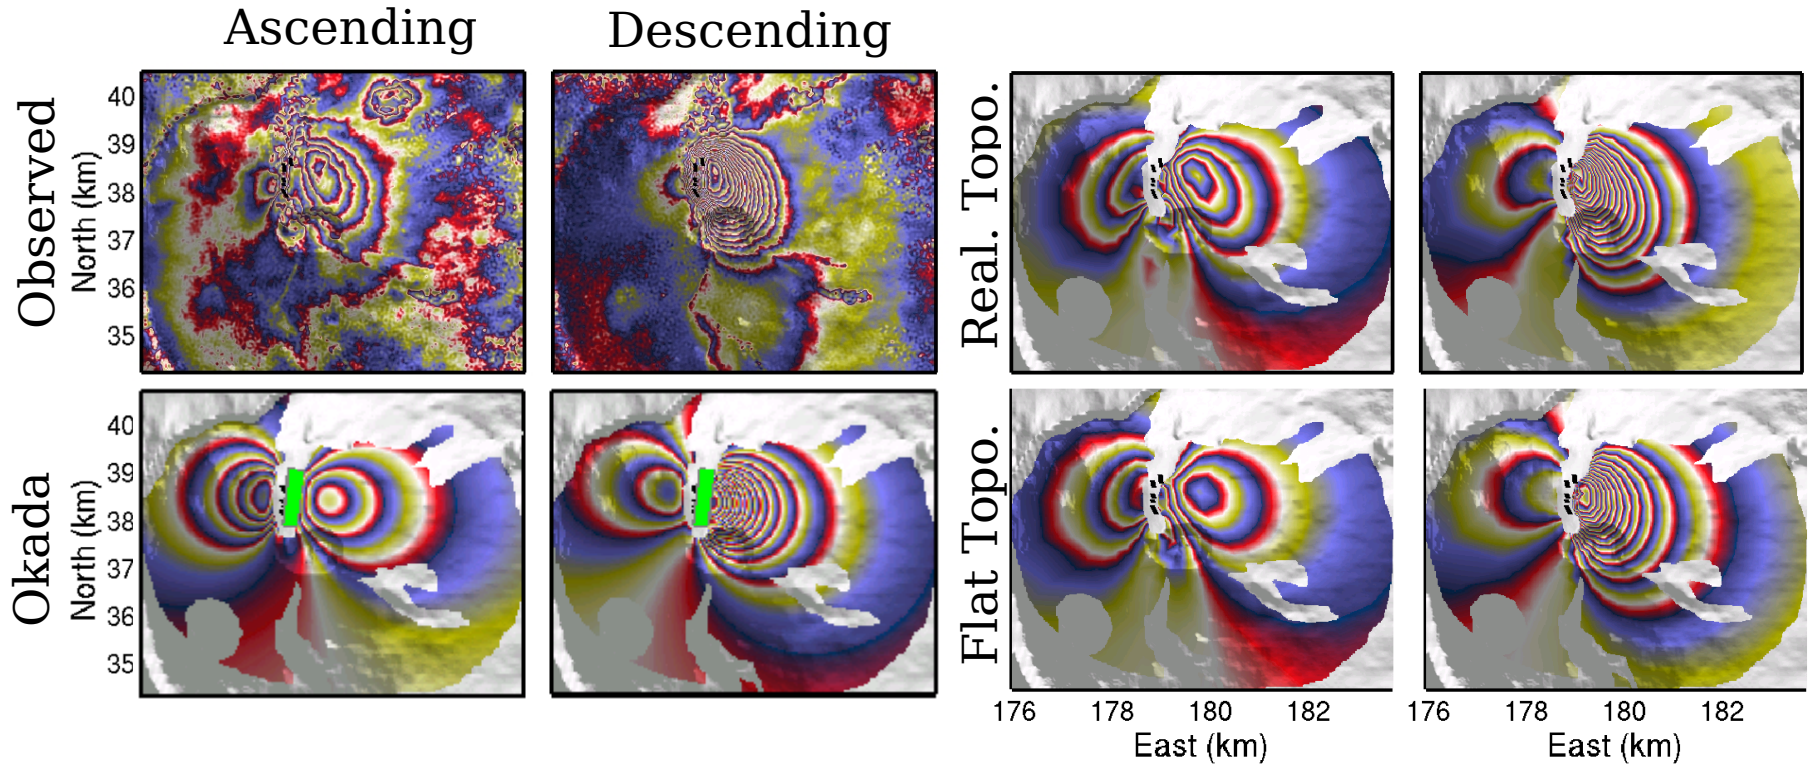 Ascending
Descending
Observed
North (km)
40
39
38
37
36
35
Real. Topo.
Okada
North (km)
40
39
38
37
36
35
Flat Topo.
176
178
180
182
East (km)
176
178
180
182
East (km)